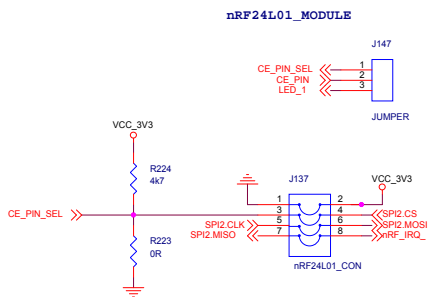 nRF24L01_MODULE
J147
CE_PIN_SEL 1
CE_PIN 2
LED_1 3
JUMPER
VCC_3V3
R224
4k7
J137
VCC_3V3
1 2
CE_PIN_SEL 3 4 SPI2.CS
SPI2.CLK 5 6 SPI2.MOSI
SPI2.MISO 7 8 nRF_IRQ_
R223
0R
nRF24L01_CON